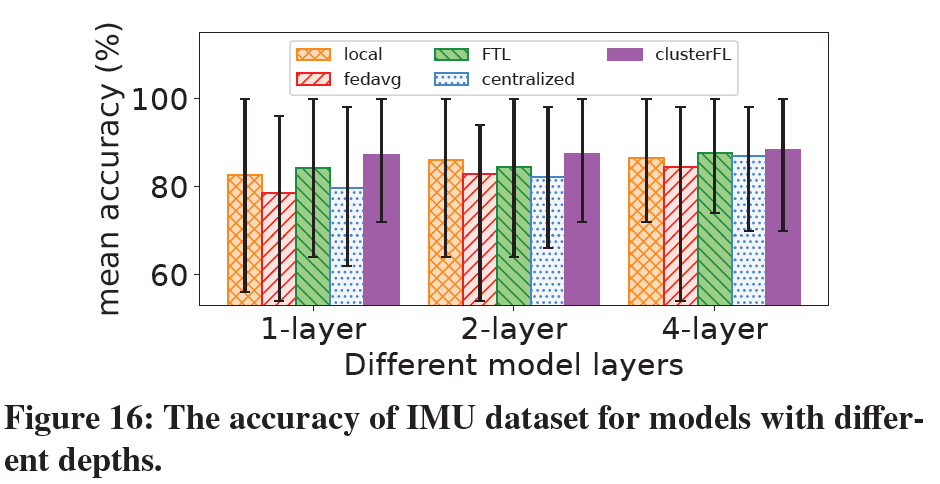 mean accuracy (%)
100
80
60
local
fedavg
FTL
centralized
clusterFL
1-layer
2-layer
4-layer
Different model layers
Figure 16: The accuracy of IMU dataset for models with differ-
ent depths.